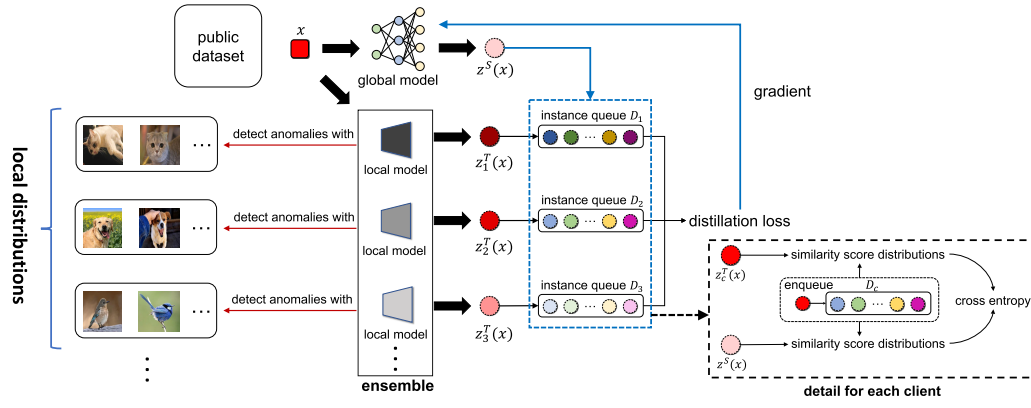 public
dataset
x
global model
z^S(x)
gradient
local distributions
detect anomalies with
local model
z_1^T(x)
instance queue D_1
...
detect anomalies with
local model
z_2^T(x)
instance queue D_2
...
distillation loss
detect anomalies with
local model
z_3^T(x)
instance queue D_3
...
ensemble
z_c^T(x)
similarity score distributions
enqueue
D_c
...
cross entropy
z^S(x)
similarity score distributions
detail for each client